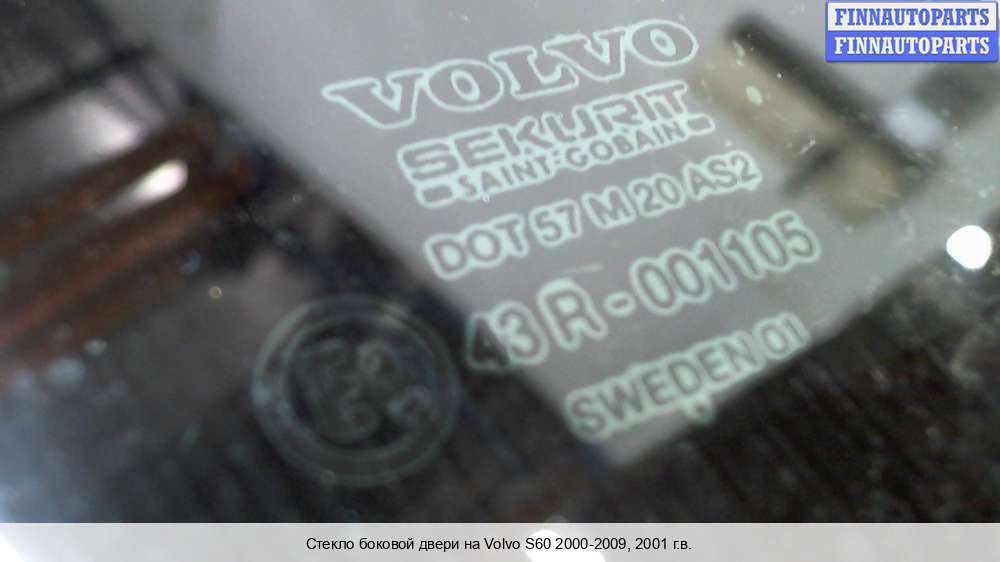 FINNAUTOPARTS
FINNAUTOPARTS
VOLVO
SEKURIT
SAINT-GOBAIN
DOT 57 M 20 AS2
43 R - 001105
SWEDEN 01
Стекло боковой двери на Volvo S60 2000-2009, 2001 г.в.